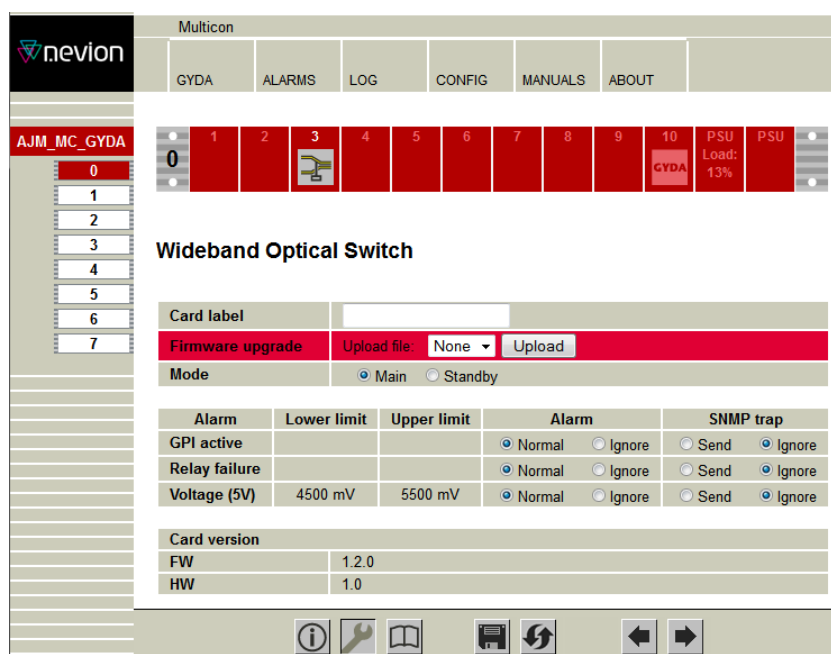 Multicon
nevion
GYDA ALARMS LOG CONFIG MANUALS ABOUT
AJM_MC_GYDA
0
1
2
3
4
5
6
7
0 1 2 3 4 5 6 7 8 9 10 PSU PSU
GYDA Load:
13%
Wideband Optical Switch
Card label
Firmware upgrade Upload file: None Upload
Mode Main Standby
Alarm Lower limit Upper limit Alarm SNMP trap
GPI active Normal Ignore Send Ignore
Relay failure Normal Ignore Send Ignore
Voltage (5V) 4500 mV 5500 mV Normal Ignore Send Ignore
Card version
FW 1.2.0
HW 1.0